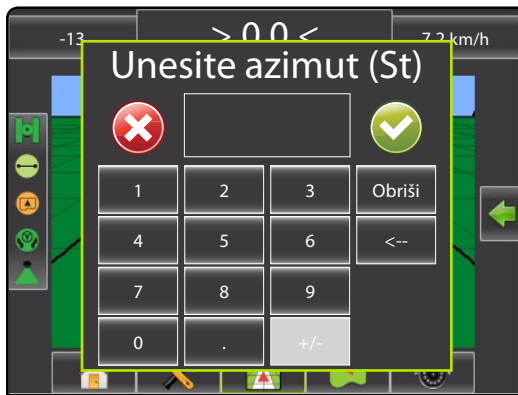 -13
> 0.0 <
7.2 km/h
Unesite azimut (St)
1 2 3 Obriši
4 5 6 <--
7 8 9
0 . +/-